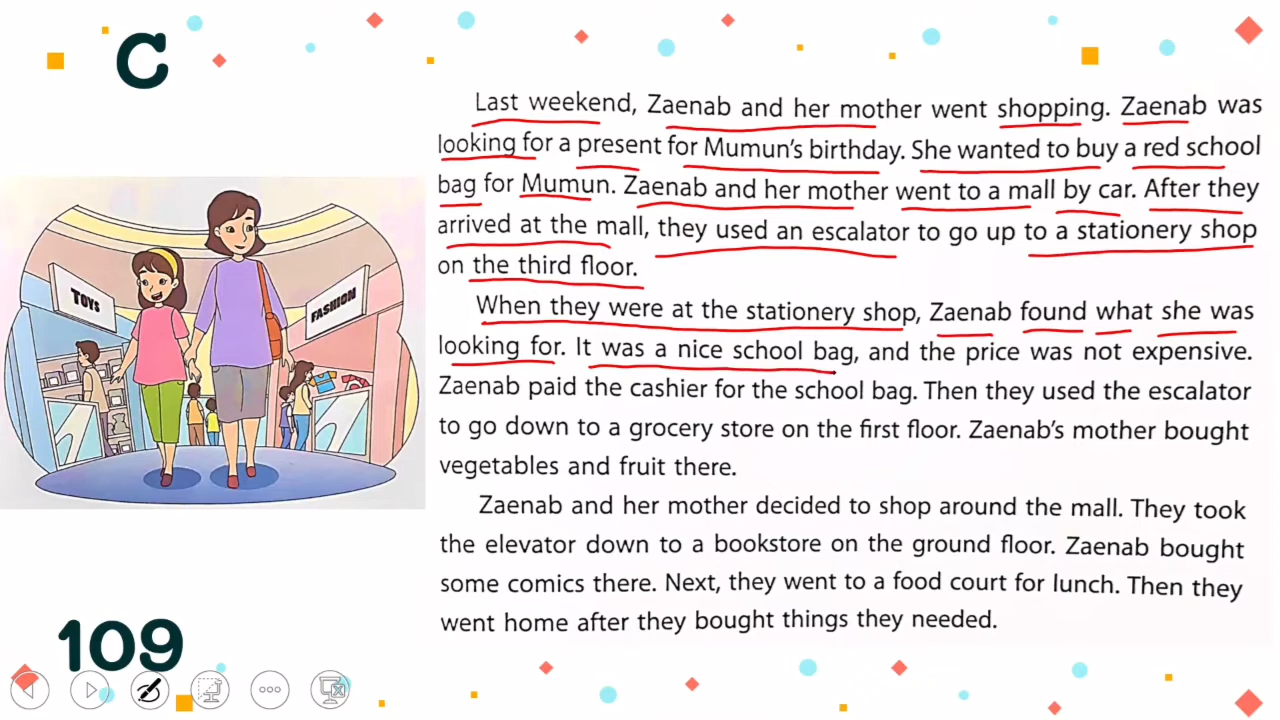 C
Last weekend, Zaenab and her mother went shopping. Zaenab was
looking for a present for Mumun's birthday. She wanted to buy a red school
bag for Mumun. Zaenab and her mother went to a mall by car. After they
arrived at the mall, they used an escalator to go up to a stationery shop
on the third floor.
When they were at the stationery shop, Zaenab found what she was
looking for. It was a nice school bag, and the price was not expensive.
Zaenab paid the cashier for the school bag. Then they used the escalator
to go down to a grocery store on the first floor. Zaenab's mother bought
vegetables and fruit there.
Zaenab and her mother decided to shop around the mall. They took
the elevator down to a bookstore on the ground floor. Zaenab bought
some comics there. Next, they went to a food court for lunch. Then they
went home after they bought things they needed.
TOYS
FASHION
109